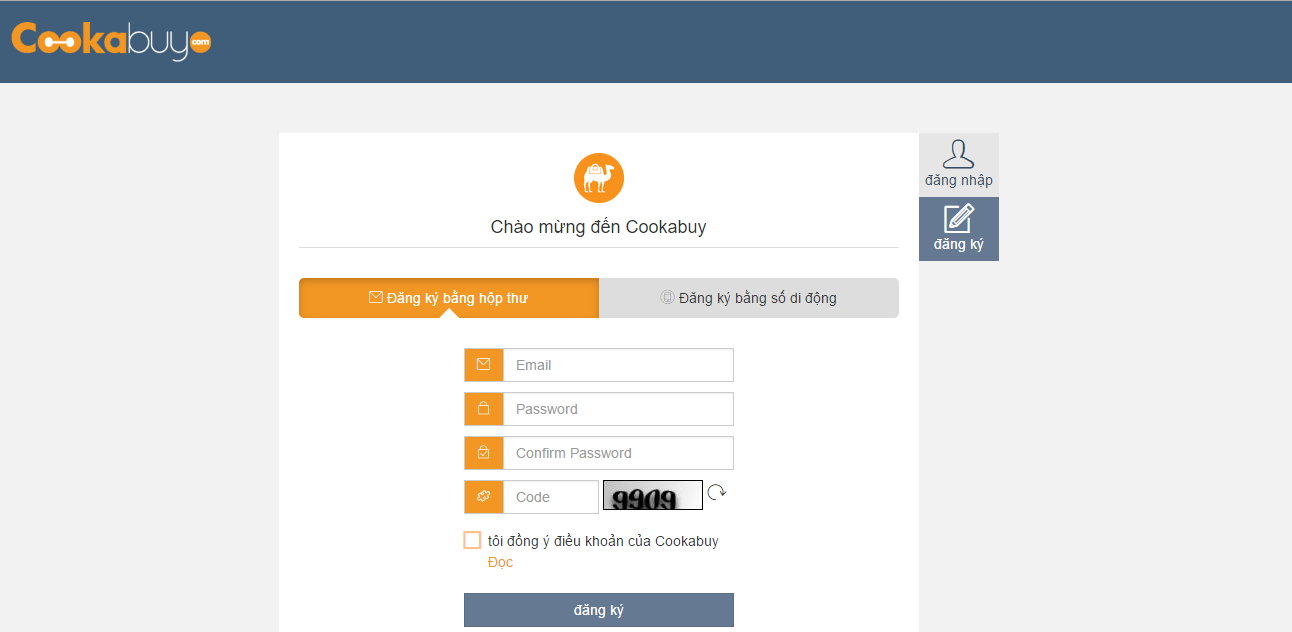 Cookabuy.com
đăng nhập
đăng ký
Chào mừng đến Cookabuy
Đăng ký bằng hộp thư
Đăng ký bằng số di động
Email
Password
Confirm Password
Code
9909
tôi đồng ý điều khoản của Cookabuy
Đọc
đăng ký